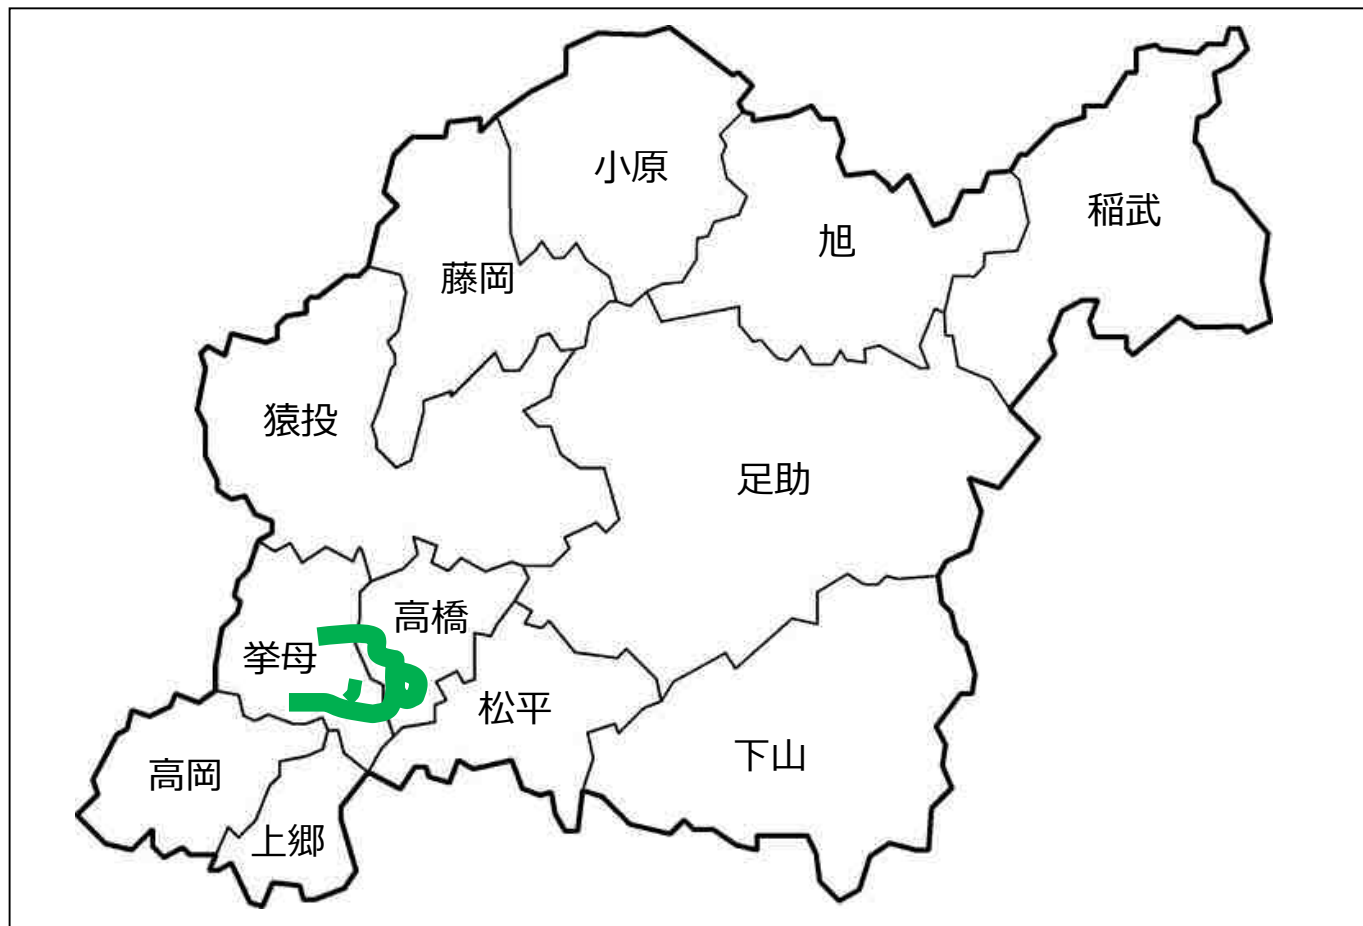 小原
稲武
旭
藤岡
猿投
足助
高橋
挙母
松平
下山
高岡
上郷